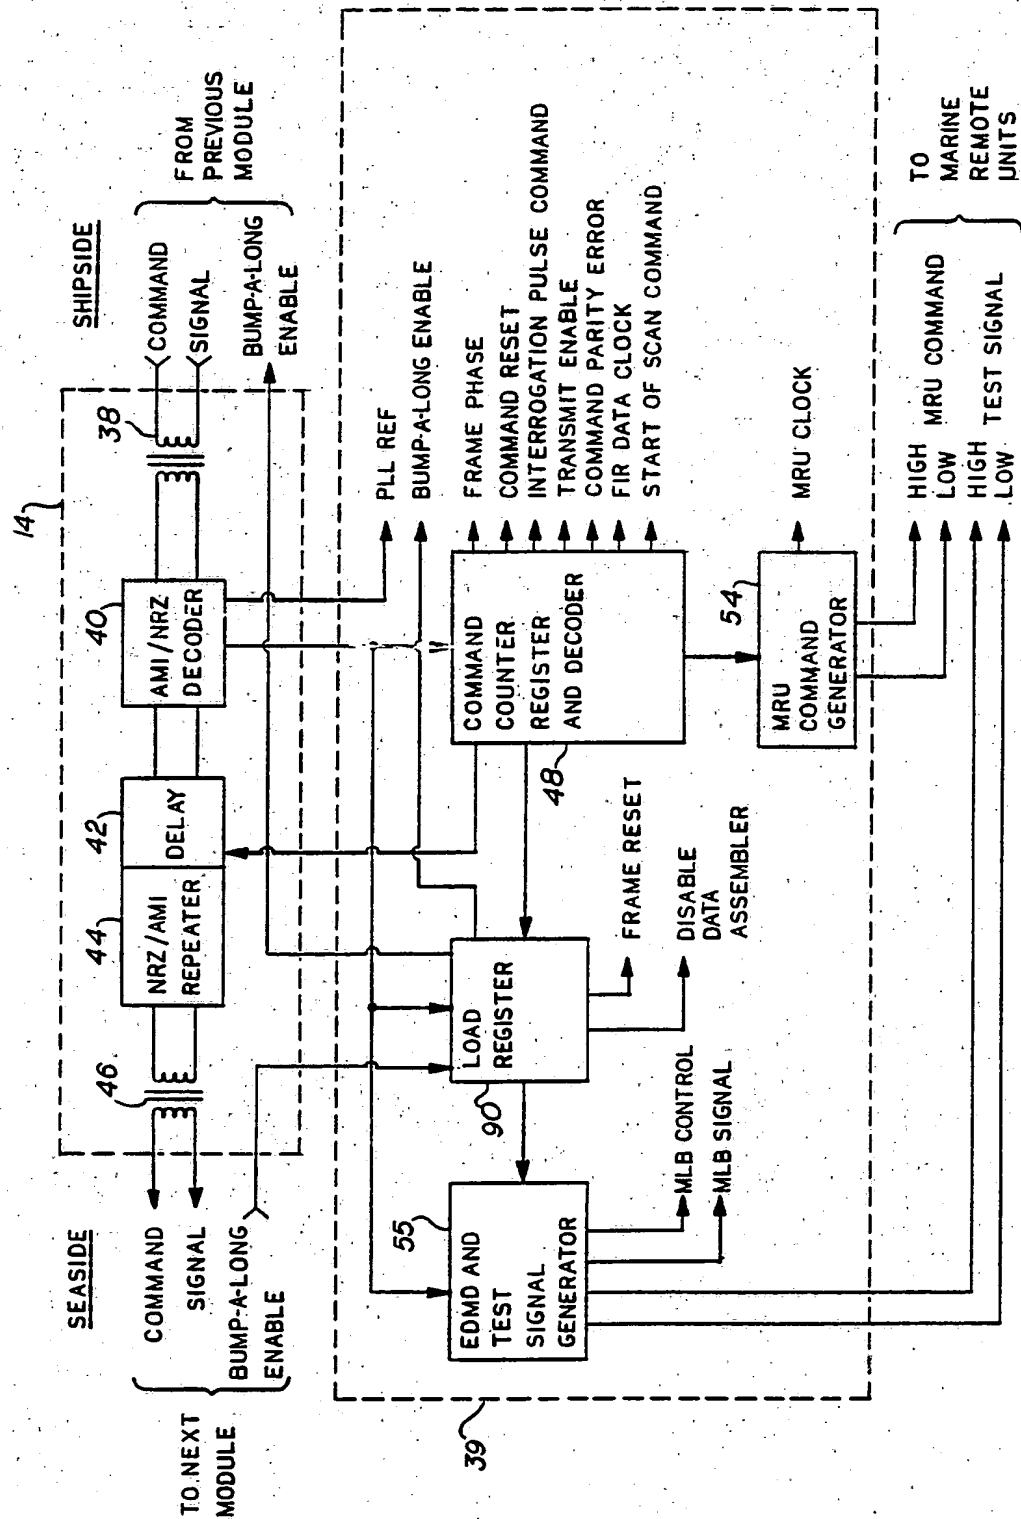 SEASIDE
SHIPSIDE
14
COMMAND
SIGNAL
BUMP-A-LONG
ENABLE
TO NEXT
MODULE
46
44
NRZ/AMI
REPEATER
42
DELAY
40
AMI/NRZ
DECODER
38
COMMAND
SIGNAL
BUMP-A-LONG
ENABLE
FROM
PREVIOUS
MODULE
PLL REF
BUMP-A-LONG ENABLE
FRAME PHASE
COMMAND RESET
INTERROGATION PULSE COMMAND
TRANSMIT ENABLE
COMMAND PARITY ERROR
FIR DATA CLOCK
START OF SCAN COMMAND
COMMAND
COUNTER
REGISTER
AND DECODER
48
LOAD
REGISTER
90
FRAME RESET
DISABLE
DATA
ASSEMBLER
55
EDMD AND
TEST
SIGNAL
GENERATOR
MLB CONTROL
MLB SIGNAL
54
MRU
COMMAND
GENERATOR
MRU CLOCK
39
HIGH
LOW
MRU COMMAND
HIGH
LOW
TEST SIGNAL
TO
MARINE
REMOTE
UNITS